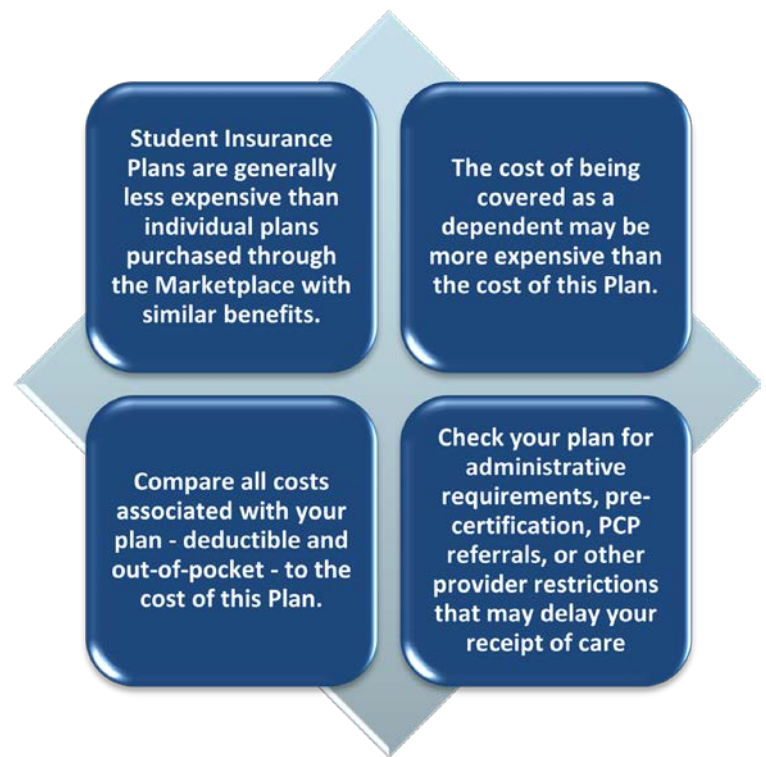 Student Insurance
Plans are generally
less expensive than
individual plans
purchased through
the Marketplace with
similar benefits.
The cost of being
covered as a
dependent may be
more expensive than
the cost of this Plan.
Compare all costs
associated with your
plan - deductible and
out-of-pocket - to the
cost of this Plan.
Check your plan for
administrative
requirements, pre-
certification, PCP
referrals, or other
provider restrictions
that may delay your
receipt of care